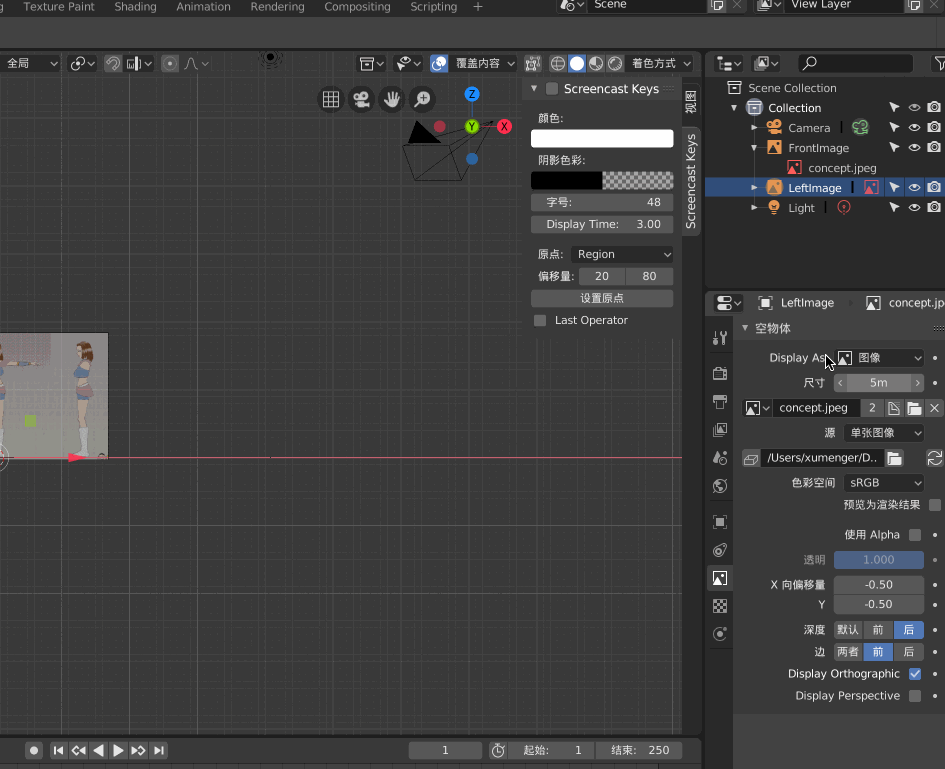 Texture Paint Shading Animation Rendering Compositing Scripting + Scene View Layer
全局 覆盖内容 着色方式
Z
Y X
Screencast Keys
颜色:
阴影色彩:
字号: 48
Display Time: 3.00
原点: Region
偏移量: 20 80
设置原点
Last Operator
视图
Screencast Keys
Scene Collection
Collection
Camera
FrontImage
concept.jpeg
LeftImage
Light
LeftImage concept.jp
空物体
Display As 图像
尺寸 5m
concept.jpeg 2
源 单张图像
/Users/xumenger/D..
色彩空间 sRGB
预览为渲染结果
使用 Alpha
透明 1.000
X 向偏移量 -0.50
Y -0.50
深度 默认 前 后
边 两者 前 后
Display Orthographic
Display Perspective
1 起始: 1 结束: 250